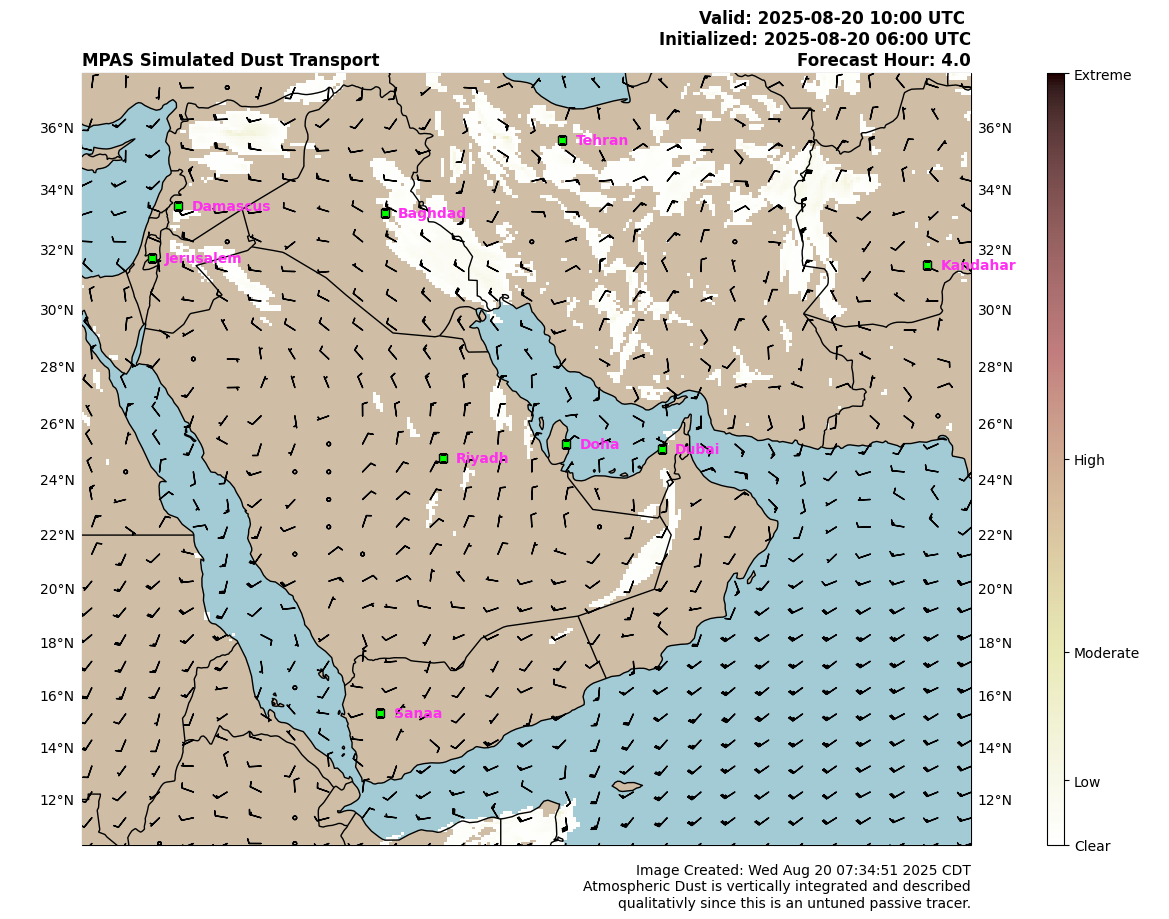 Valid: 2025-08-20 10:00 UTC
Initialized: 2025-08-20 06:00 UTC
MPAS Simulated Dust Transport Forecast Hour: 4.0
Extreme
36°N 36°N
Tehran
34°N 34°N
Damascus
Baghdad
32°N 32°N
Jerusalem
Kandahar
30°N 30°N
28°N 28°N
26°N 26°N
Doha
Dubai
Riyadh
High
24°N 24°N
22°N 22°N
20°N 20°N
18°N 18°N
Moderate
16°N 16°N
Sanaa
14°N 14°N
Low
12°N 12°N
Clear
Image Created: Wed Aug 20 07:34:51 2025 CDT
Atmospheric Dust is vertically integrated and described
qualitativly since this is an untuned passive tracer.